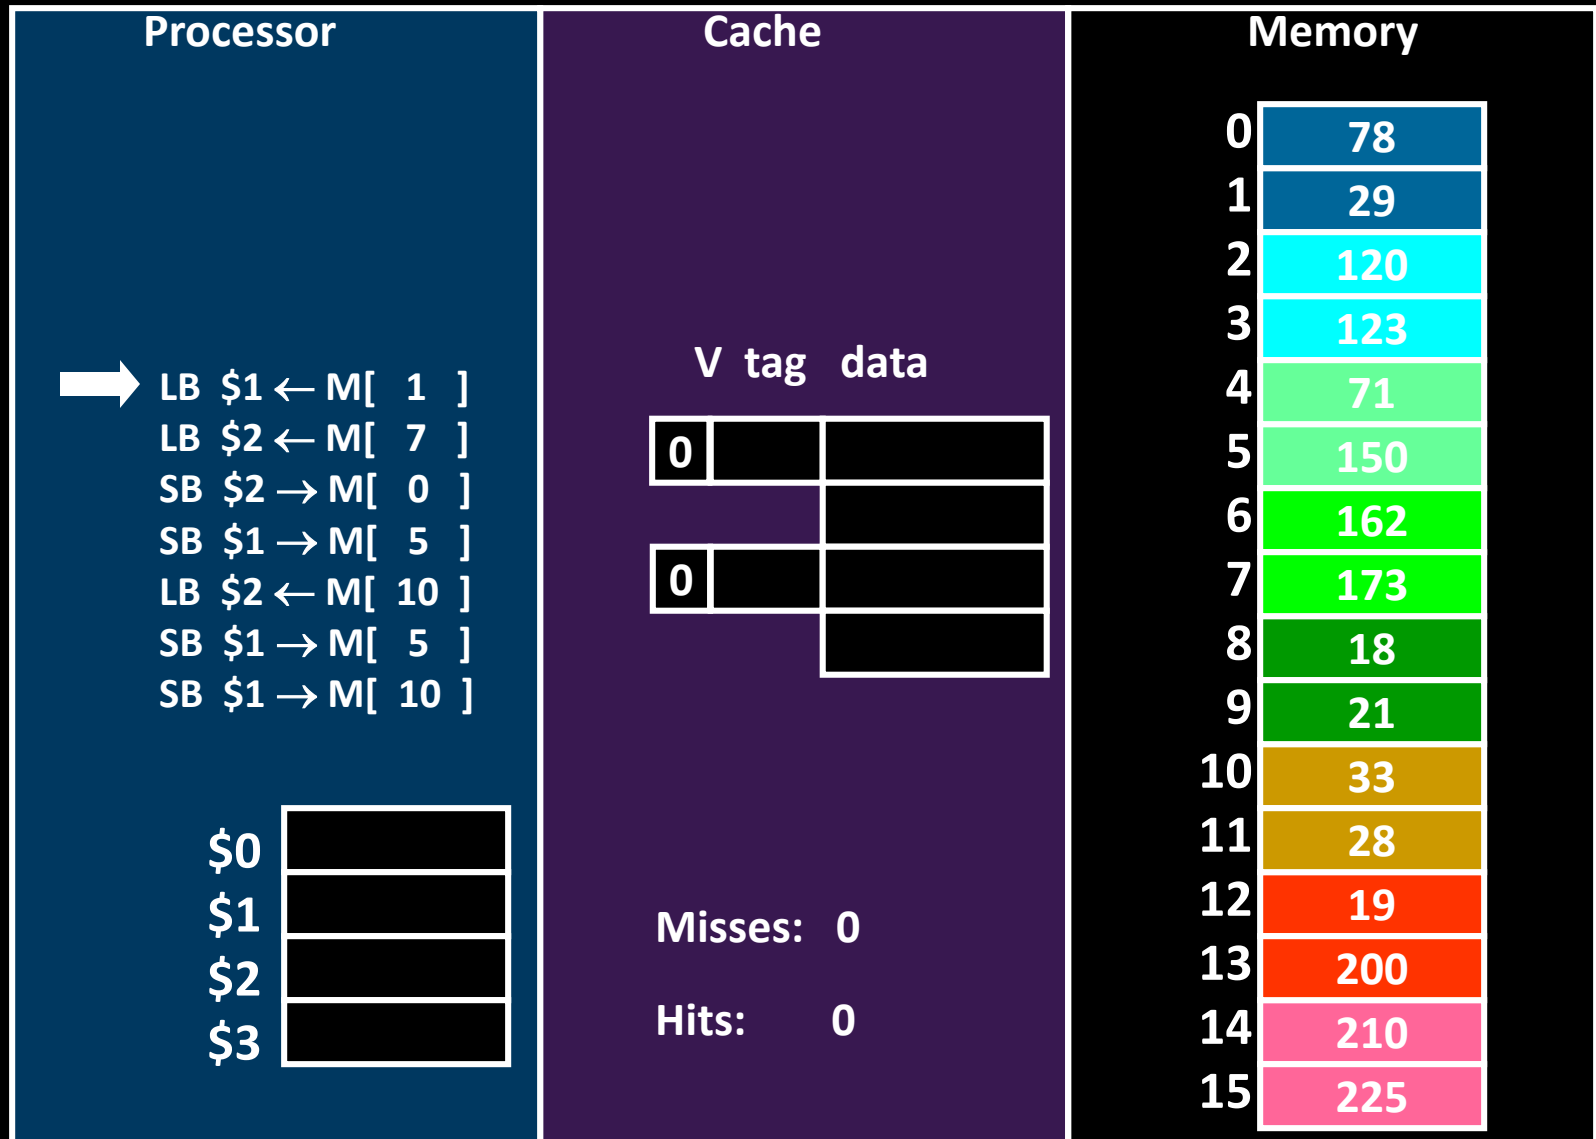 Processor
LB $1 ← M[ 1 ]
LB $2 ← M[ 7 ]
SB $2 → M[ 0 ]
SB $1 → M[ 5 ]
LB $2 ← M[ 10 ]
SB $1 → M[ 5 ]
SB $1 → M[ 10 ]
$0
$1
$2
$3
Cache
V tag data
0
0
Misses: 0
Hits: 0
Memory
0 78
1 29
2 120
3 123
4 71
5 150
6 162
7 173
8 18
9 21
10 33
11 28
12 19
13 200
14 210
15 225